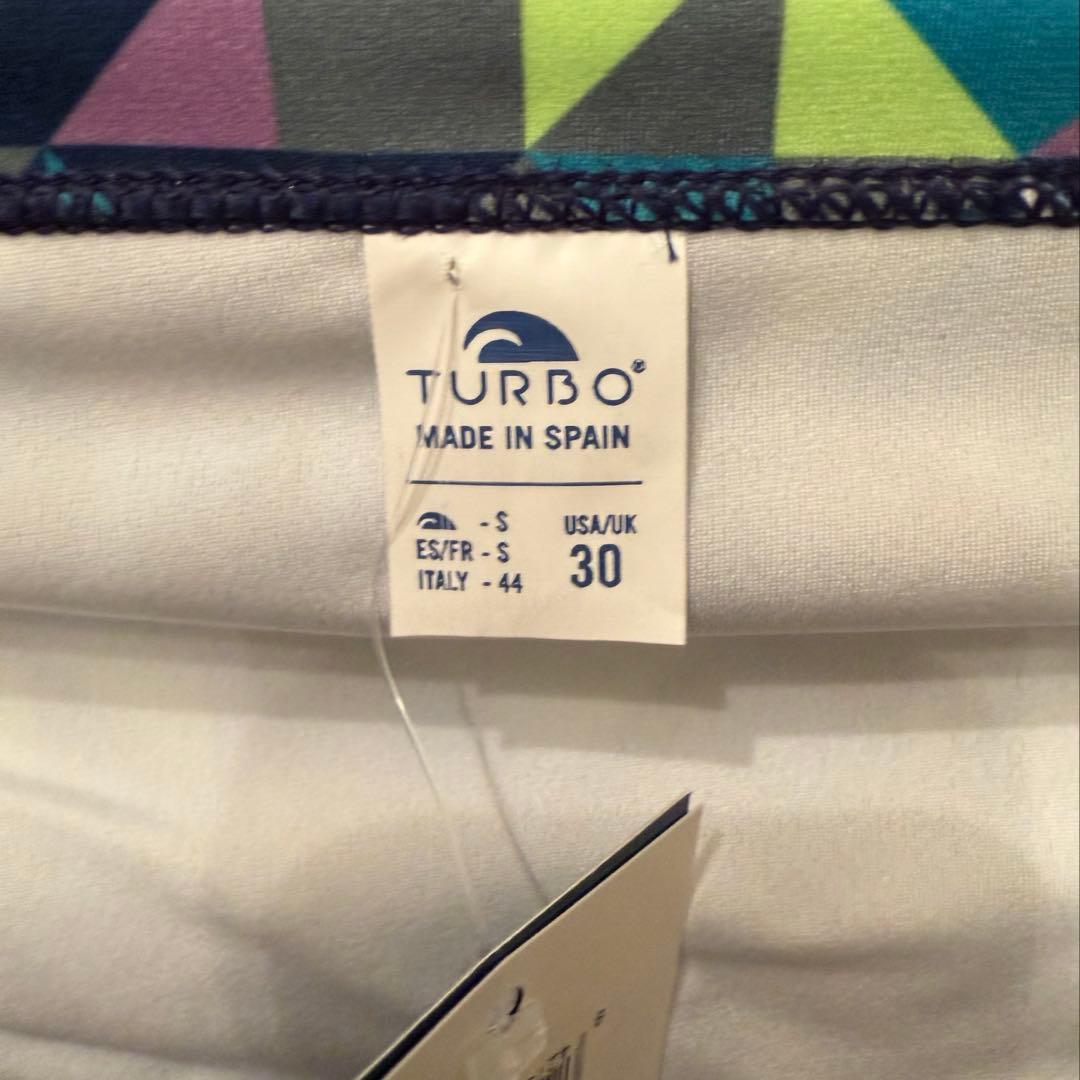 TURBO®
MADE IN SPAIN
- S
ES/FR - S
ITALY - 44
USA/UK
30